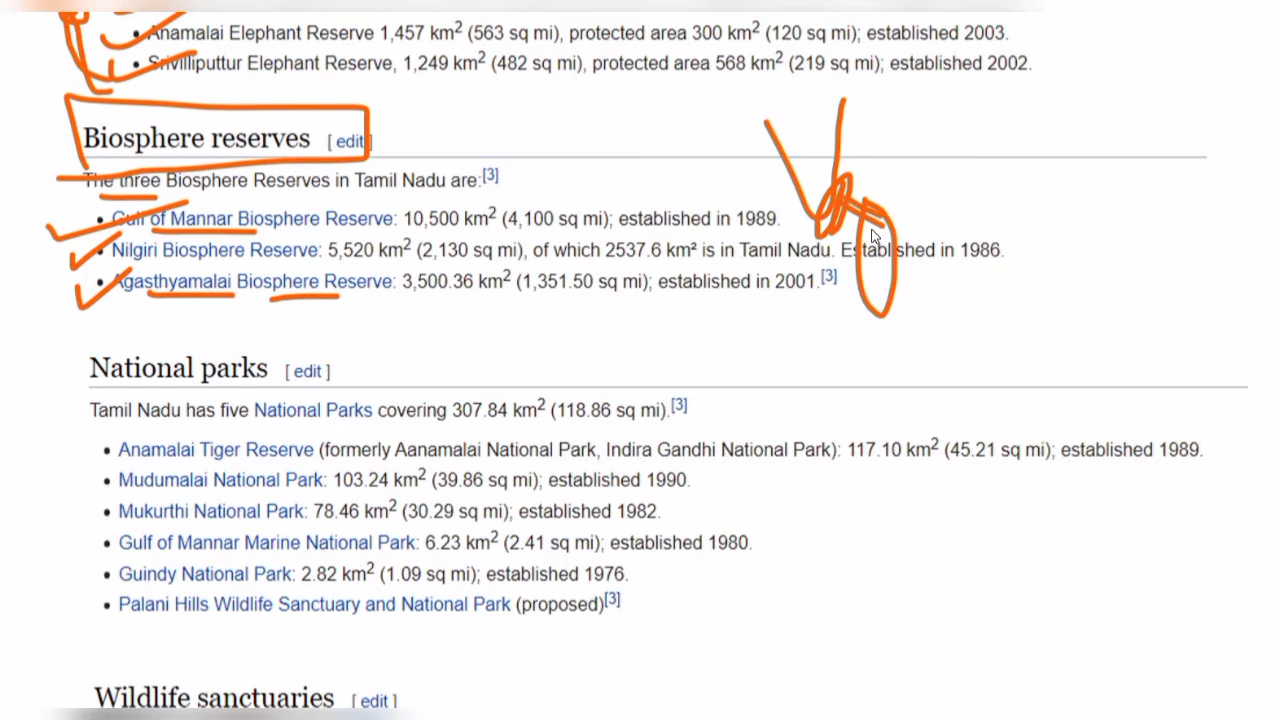 Anamalai Elephant Reserve 1,457 km² (563 sq mi), protected area 300 km² (120 sq mi); established 2003.
Srivilliputtur Elephant Reserve, 1,249 km² (482 sq mi), protected area 568 km² (219 sq mi); established 2002.
Biosphere reserves [ edit ]
The three Biosphere Reserves in Tamil Nadu are:[3]
Gulf of Mannar Biosphere Reserve: 10,500 km² (4,100 sq mi); established in 1989.
Nilgiri Biosphere Reserve: 5,520 km² (2,130 sq mi), of which 2537.6 km² is in Tamil Nadu. Established in 1986.
Agasthyamalai Biosphere Reserve: 3,500.36 km² (1,351.50 sq mi); established in 2001.[3]
National parks [ edit ]
Tamil Nadu has five National Parks covering 307.84 km² (118.86 sq mi).[3]
Anamalai Tiger Reserve (formerly Aanamalai National Park, Indira Gandhi National Park): 117.10 km² (45.21 sq mi); established 1989.
Mudumalai National Park: 103.24 km² (39.86 sq mi); established 1990.
Mukurthi National Park: 78.46 km² (30.29 sq mi); established 1982.
Gulf of Mannar Marine National Park: 6.23 km² (2.41 sq mi); established 1980.
Guindy National Park: 2.82 km² (1.09 sq mi); established 1976.
Palani Hills Wildlife Sanctuary and National Park (proposed)[3]
Wildlife sanctuaries [ edit ]